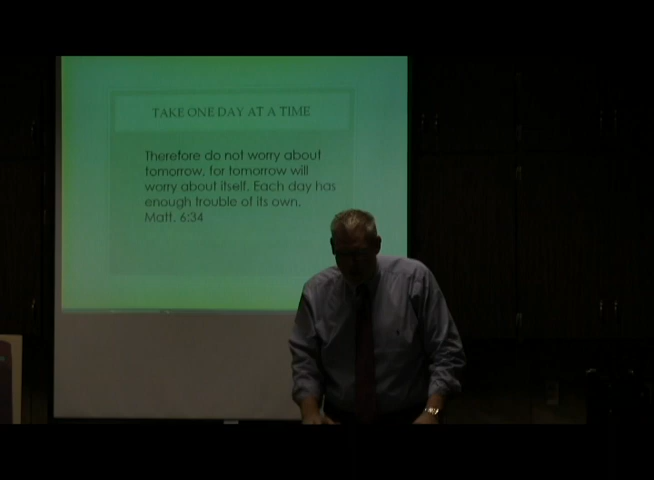 TAKE ONE DAY AT A TIME
Therefore do not worry about
tomorrow, for tomorrow will
worry about itself. Each day has
enough trouble of its own.
Matt. 6:34